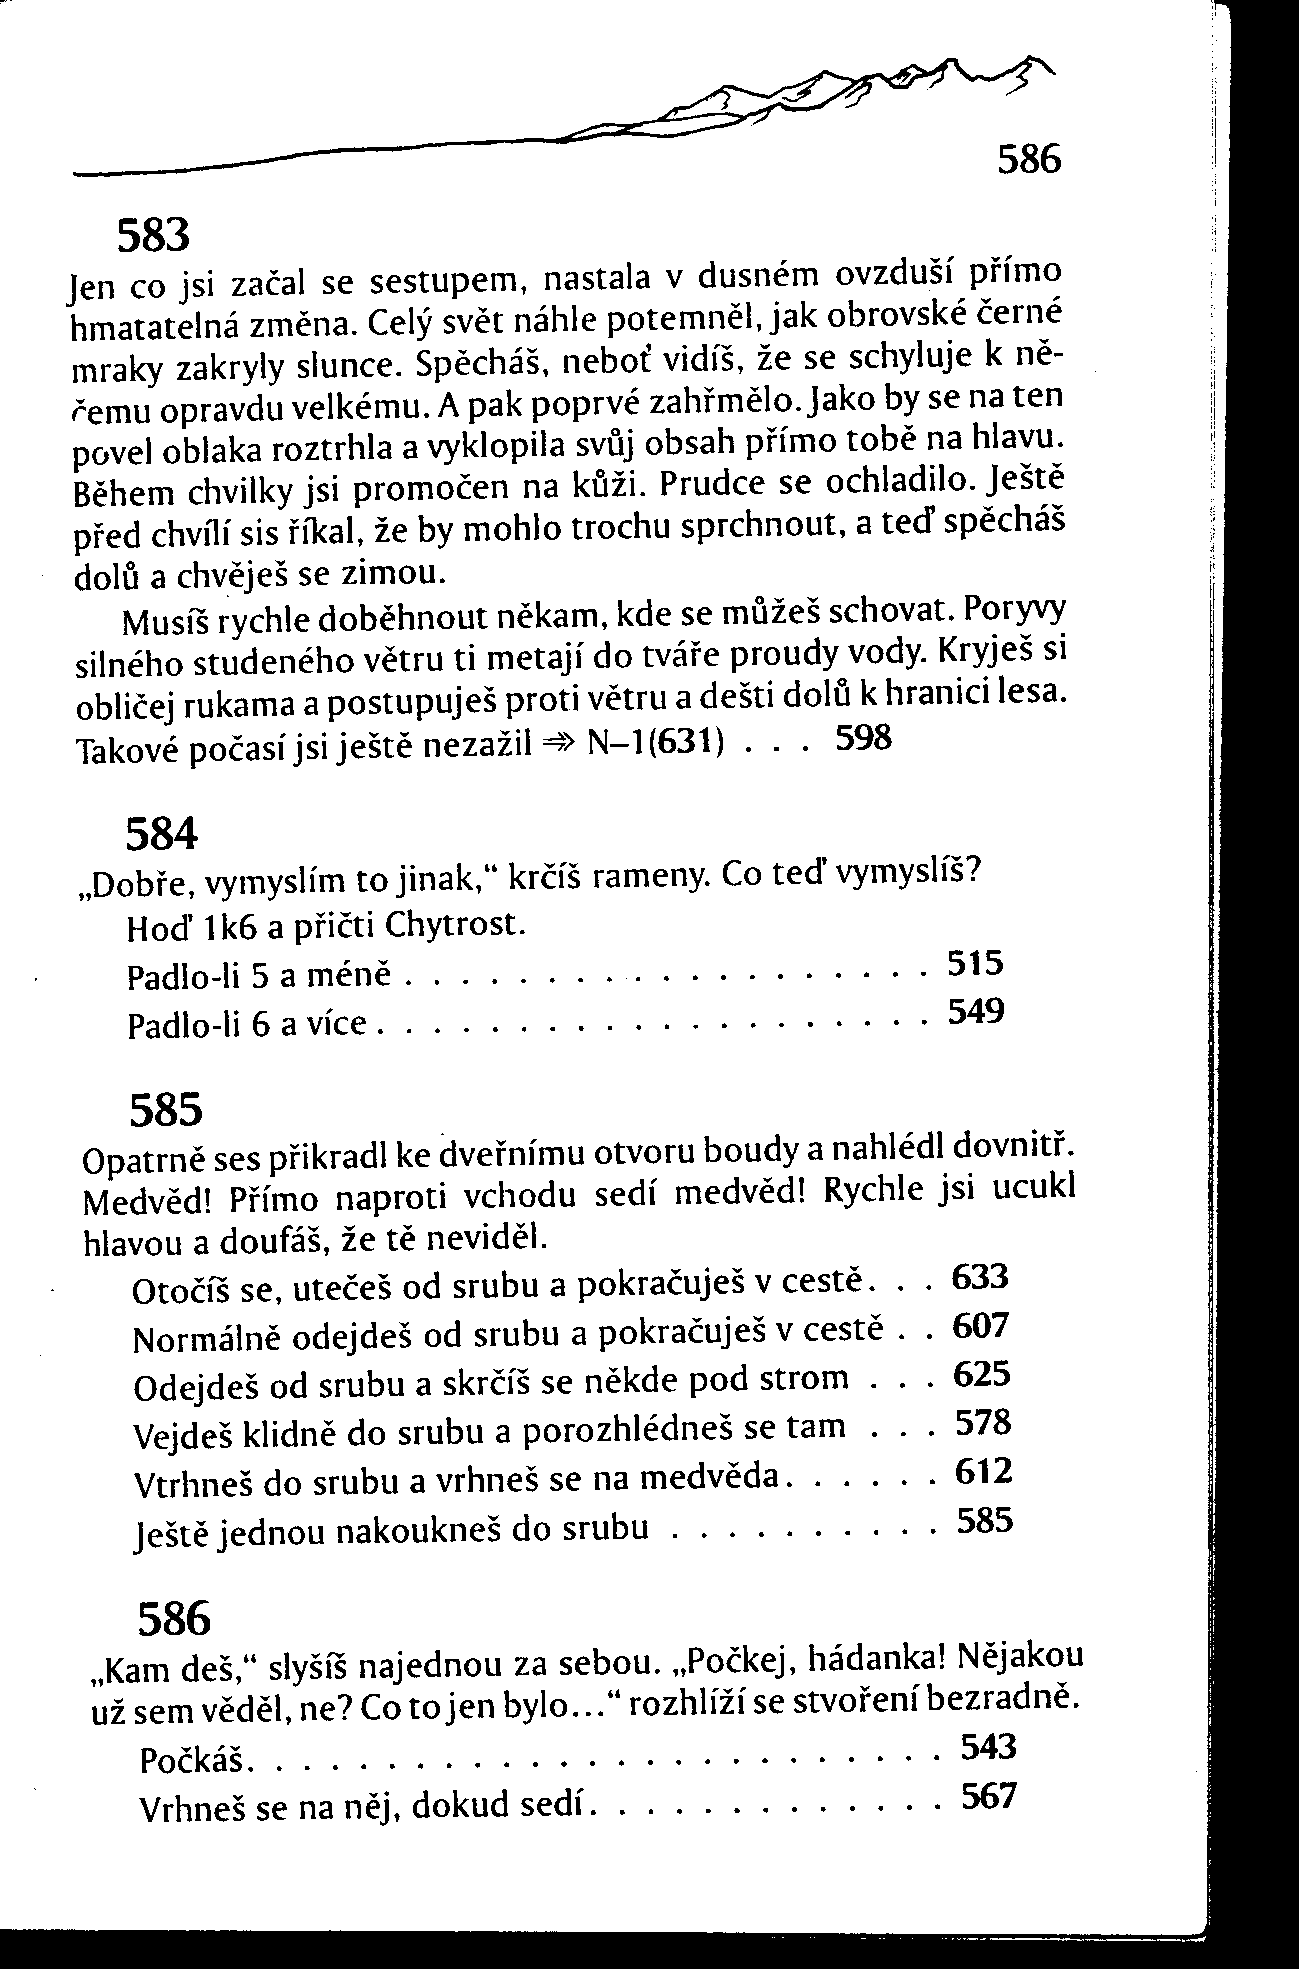 586
583
Jen co jsi začal se sestupem, nastala v dusném ovzduší přímo
hmatatelná změna. Celý svět náhle potemněl, jak obrovské černé
mraky zakryly slunce. Spěcháš, neboť vidíš, že se schyluje k ně-
čemu opravdu velkému. A pak poprvé zahřmělo. Jako by se na ten
povel oblaka roztrhla a vyklopila svůj obsah přímo tobě na hlavu.
Během chvilky jsi promočen na kůži. Prudce se ochladilo. Ještě
před chvílí sis říkal, že by mohlo trochu sprchnout, a teď spěcháš
dolů a chvěješ se zimou.
Musíš rychle doběhnout někam, kde se můžeš schovat. Poryvy
silného studeného větru ti metají do tváře proudy vody. Kryješ si
obličej rukama a postupuješ proti větru a dešti dolů k hranici lesa.
Takové počasí jsi ještě nezažil ⇒ N–1(631) . . . 598
584
„Dobře, vymyslím to jinak,“ krčíš rameny. Co teď vymyslíš?
Hoď 1k6 a přičti Chytrost.
Padlo-li 5 a méně . . . . . . . . . . . . . . . . . . . 515
Padlo-li 6 a více . . . . . . . . . . . . . . . . . . . . 549
585
Opatrně ses přikradl ke dveřnímu otvoru boudy a nahlédl dovnitř.
Medvěd! Přímo naproti vchodu sedí medvěd! Rychle jsi ucukl
hlavou a doufáš, že tě neviděl.
Otočíš se, utečeš od srubu a pokračuješ v cestě. . . 633
Normálně odejdeš od srubu a pokračuješ v cestě . . 607
Odejdeš od srubu a skrčíš se někde pod strom . . . 625
Vejdeš klidně do srubu a porozhlédneš se tam . . . 578
Vtrhneš do srubu a vrhneš se na medvěda. . . . . . 612
Ještě jednou nakoukneš do srubu . . . . . . . . . . 585
586
„Kam deš,“ slyšíš najednou za sebou. „Počkej, hádanka! Nějakou
už sem věděl, ne? Co to jen bylo...“ rozhlíží se stvoření bezradně.
Počkáš. . . . . . . . . . . . . . . . . . . . . . . . . 543
Vrhneš se na něj, dokud sedí. . . . . . . . . . . . . 567